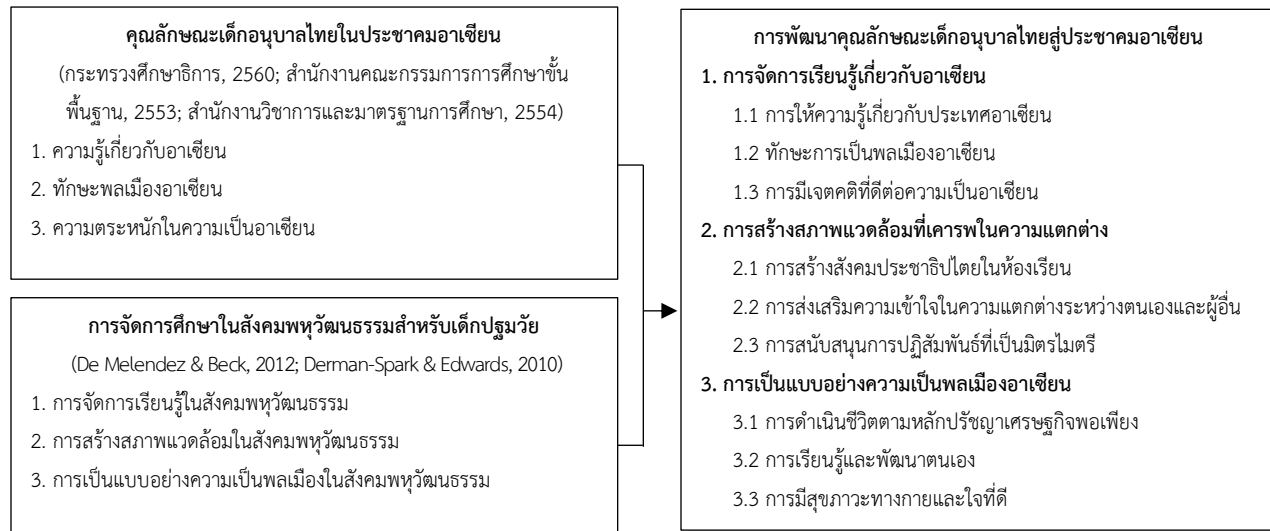 คุณลักษณะเด็กอนุบาลไทยในประชาคมอาเซียน
(กระทรวงศึกษาธิการ, 2560; สำนักงานคณะกรรมการการศึกษาขั้น
พื้นฐาน, 2553; สำนักงานวิชาการและมาตรฐานการศึกษา, 2554)
1. ความรู้เกี่ยวกับอาเซียน
2. ทักษะพลเมืองอาเซียน
3. ความตระหนักในความเป็นอาเซียน
การจัดการศึกษาในสังคมพหุวัฒนธรรมสำหรับเด็กปฐมวัย
(De Melendez & Beck, 2012; Derman-Spark & Edwards, 2010)
1. การจัดการเรียนรู้ในสังคมพหุวัฒนธรรม
2. การสร้างสภาพแวดล้อมในสังคมพหุวัฒนธรรม
3. การเป็นแบบอย่างความเป็นพลเมืองในสังคมพหุวัฒนธรรม
การพัฒนาคุณลักษณะเด็กอนุบาลไทยสู่ประชาคมอาเซียน
1. การจัดการเรียนรู้เกี่ยวกับอาเซียน
1.1 การให้ความรู้เกี่ยวกับประเทศอาเซียน
1.2 ทักษะการเป็นพลเมืองอาเซียน
1.3 การมีเจตคติที่ดีต่อความเป็นอาเซียน
2. การสร้างสภาพแวดล้อมที่เคารพในความแตกต่าง
2.1 การสร้างสังคมประชาธิปไตยในห้องเรียน
2.2 การส่งเสริมความเข้าใจในความแตกต่างระหว่างตนเองและผู้อื่น
2.3 การสนับสนุนการปฏิสัมพันธ์ที่เป็นมิตรไมตรี
3. การเป็นแบบอย่างความเป็นพลเมืองอาเซียน
3.1 การดำเนินชีวิตตามหลักปรัชญาเศรษฐกิจพอเพียง
3.2 การเรียนรู้และพัฒนาตนเอง
3.3 การมีสุขภาวะทางกายและใจที่ดี